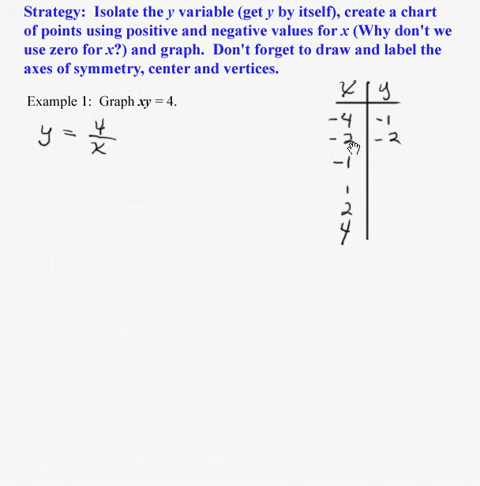 Strategy: Isolate the y variable (get y by itself), create a chart
of points using positive and negative values for x (Why don't we
use zero for x?) and graph. Don't forget to draw and label the
axes of symmetry, center and vertices.
Example 1: Graph xy = 4.
y = 4/x
x y
-4 -1
-2 -2
-1
1
2
4